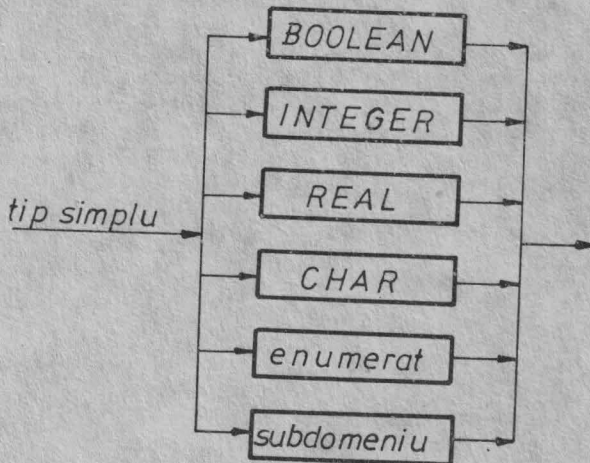 BOOLEAN
INTEGER
REAL
tip simplu
CHAR
enumerat
subdomeniu